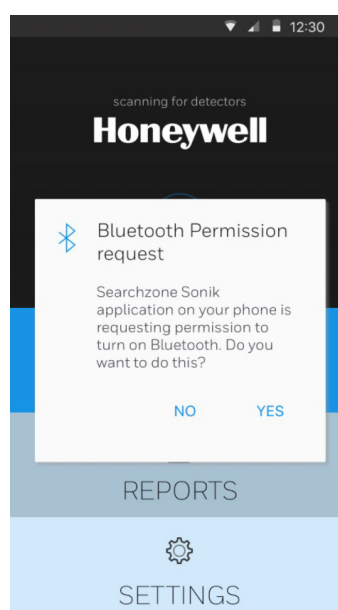 12:30
scanning for detectors
Honeywell
Bluetooth Permission
request
Searchzone Sonik
application on your phone is
requesting permission to
turn on Bluetooth. Do you
want to do this?
NO YES
REPORTS
SETTINGS